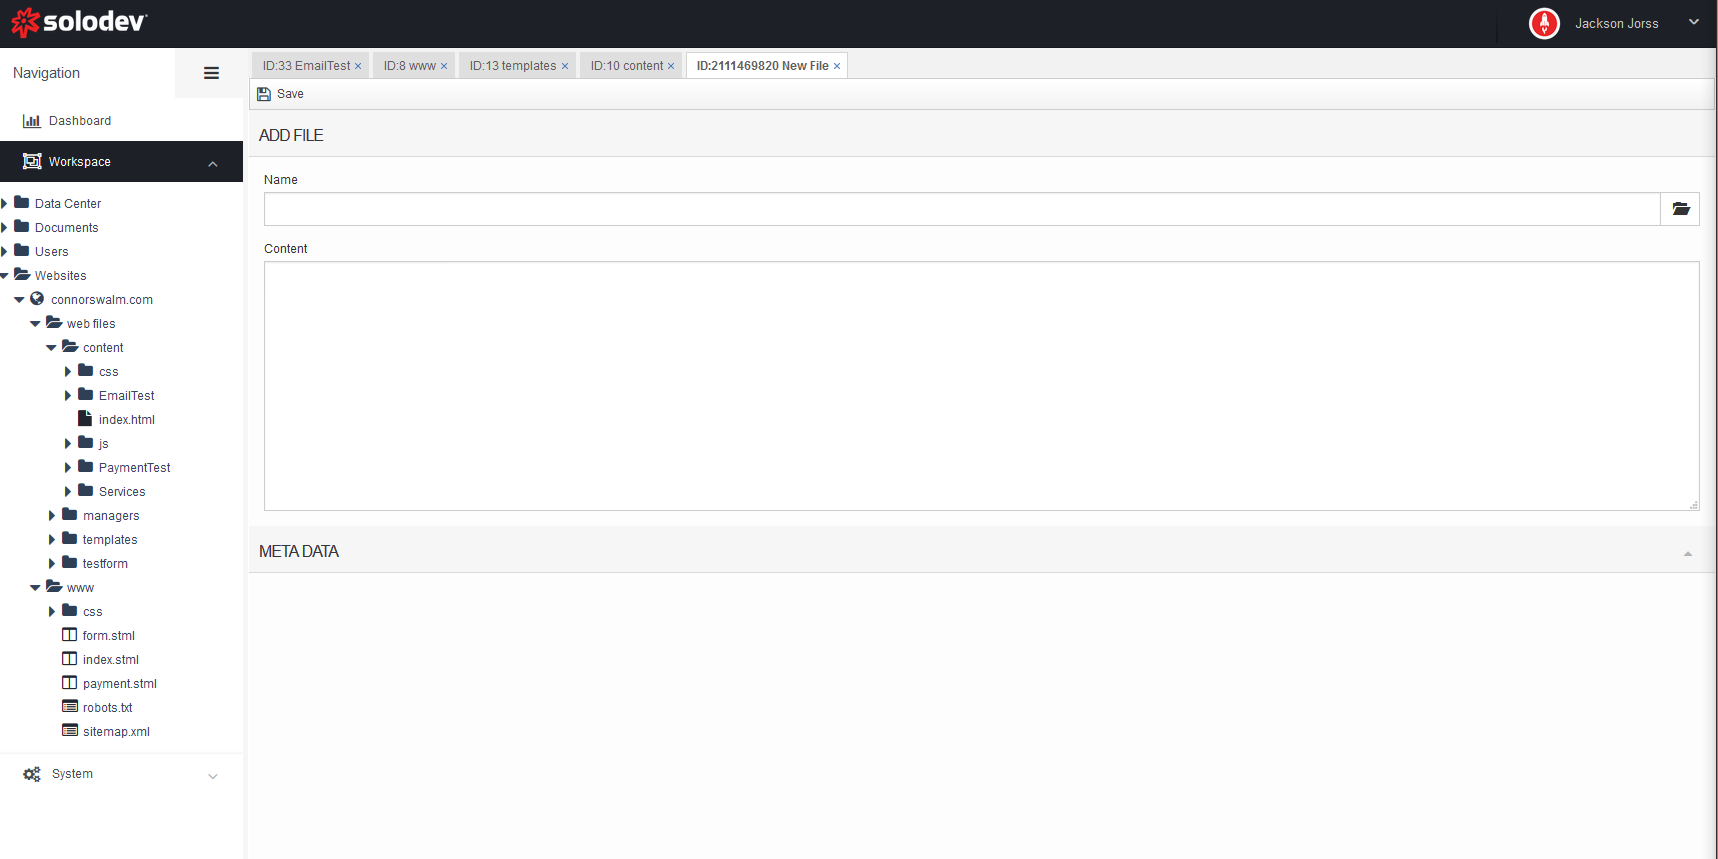 solodev
Jackson Jorss
Navigation
ID:33 EmailTest × ID:8 www × ID:13 templates × ID:10 content × ID:2111469820 New File ×
Save
Dashboard
Workspace
Data Center
Documents
Users
Websites
connorswalm.com
web files
content
css
EmailTest
index.html
js
PaymentTest
Services
managers
templates
testform
www
css
form.stml
index.stml
payment.stml
robots.txt
sitemap.xml
System
ADD FILE
Name
Content
META DATA